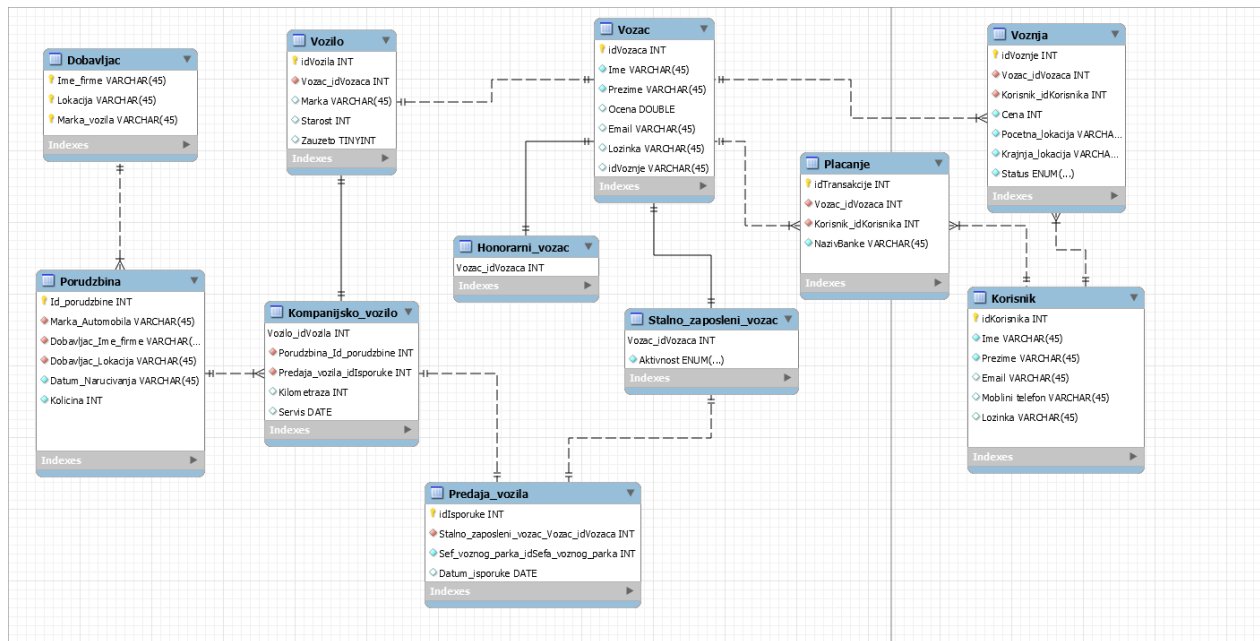 Dobavljac
Ime_firme VARCHAR(45)
Lokacija VARCHAR(45)
Marka_vozila VARCHAR(45)
Indexes
Vozilo
idVozila INT
Vozac_idVozaca INT
Marka VARCHAR(45)
Starost INT
Zauzeto TINYINT
Indexes
Vozac
idVozaca INT
Ime VARCHAR(45)
Prezime VARCHAR(45)
Ocena DOUBLE
Email VARCHAR(45)
Lozinka VARCHAR(45)
idVoznje VARCHAR(45)
Indexes
Voznja
idVoznje INT
Vozac_idVozaca INT
Korisnik_idKorisnika INT
Cena INT
Pocetna_lokacija VARCHA...
Krajnja_lokacija VARCHA...
Status ENUM(...)
Indexes
Placanje
idTransakcije INT
Vozac_idVozaca INT
Korisnik_idKorisnika INT
NazivBanke VARCHAR(45)
Indexes
Honorarni_vozac
Vozac_idVozaca INT
Indexes
Porudzbina
Id_porudzbine INT
Marka_Automobila VARCHAR(45)
Dobavljac_Ime_firme VARCHAR(...
Dobavljac_Lokacija VARCHAR(45)
Datum_Narucivanja VARCHAR(45)
Kolicina INT
Indexes
Kompanijsko_vozilo
Vozilo_idVozila INT
Porudzbina_Id_porudzbine INT
Predaja_vozila_idIsporuke INT
Kilometraza INT
Servis DATE
Indexes
Stalno_zaposleni_vozac
Vozac_idVozaca INT
Aktivnost ENUM(...)
Indexes
Korisnik
idKorisnika INT
Ime VARCHAR(45)
Prezime VARCHAR(45)
Email VARCHAR(45)
Moblini telefon VARCHAR(45)
Lozinka VARCHAR(45)
Indexes
Predaja_vozila
idIsporuke INT
Stalno_zaposleni_vozac_Vozac_idVozaca INT
Sef_voznog_parka_idSefa_voznog_parka INT
Datum_isporuke DATE
Indexes